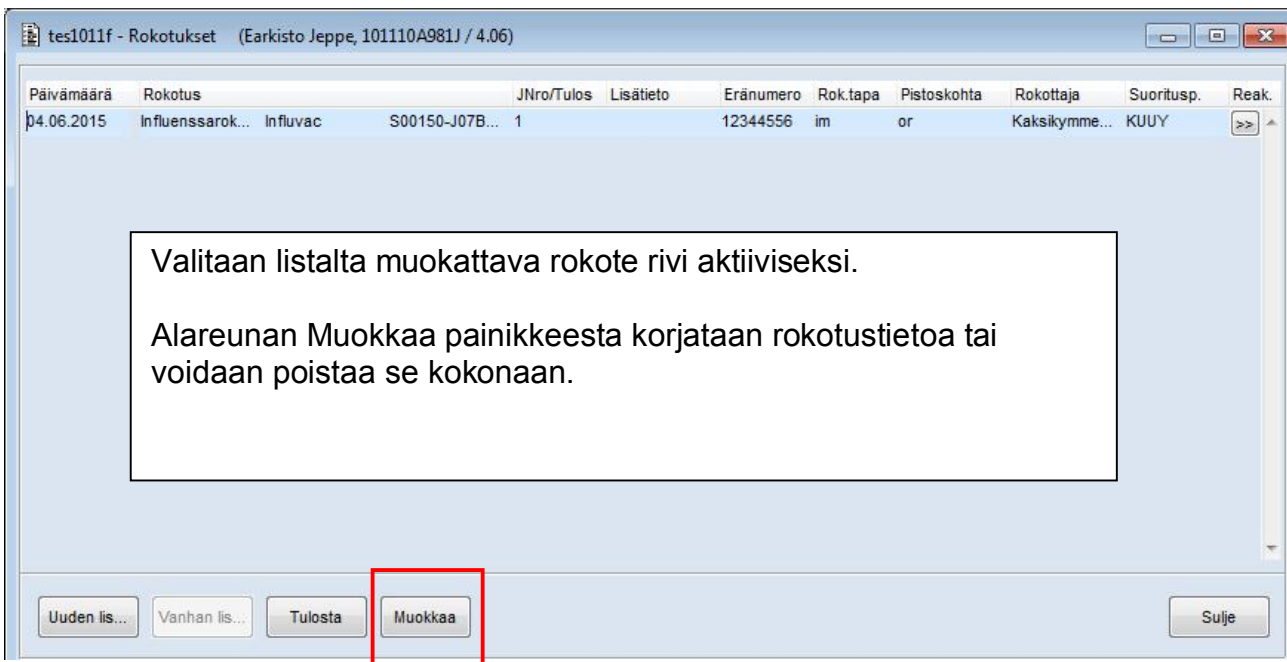 tes1011f - Rokotukset (Earkisto Jeppe, 101110A981J / 4.06)
Päivämäärä Rokotus JNro/Tulos Lisätieto Eränumero Rok.tapa Pistoskohta Rokottaja Suoritusp. Reak.
04.06.2015 Influenssarok... Influvac S00150-J07B... 1 12344556 im or Kaksikymme... KUUY >>
Valitaan listalta muokattava rokote rivi aktiiviseksi.
Alareunan Muokkaa painikkeesta korjataan rokotustietoa tai
voidaan poistaa se kokonaan.
Uuden lis... Vanhan lis... Tulosta Muokkaa Sulje